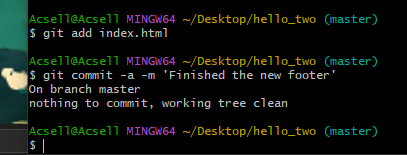 Acsell@Acsell MINGW64 ~/Desktop/hello_two (master)
$ git add index.html
Acsell@Acsell MINGW64 ~/Desktop/hello_two (master)
$ git commit -a -m 'Finished the new footer'
On branch master
nothing to commit, working tree clean
Acsell@Acsell MINGW64 ~/Desktop/hello_two (master)
$